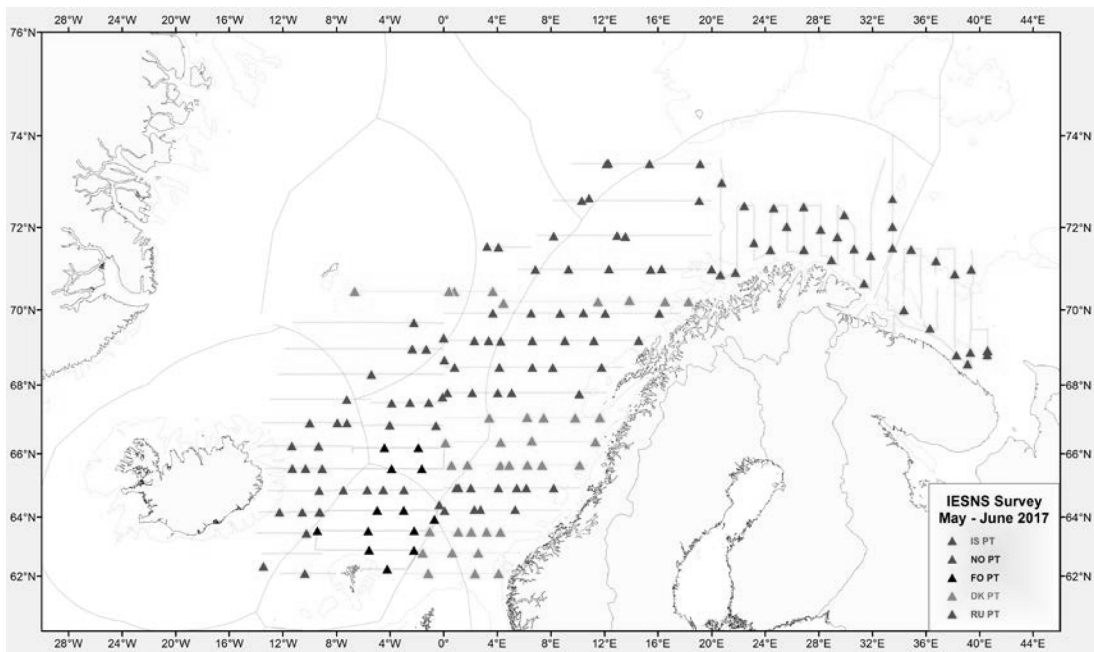 28°W 24°W 20°W 16°W 12°W 8°W 4°W 0° 4°E 8°E 12°E 16°E 20°E 24°E 28°E 32°E 36°E 40°E 44°E
76°N 76°N
74°N 74°N
72°N 72°N
70°N 70°N
68°N 68°N
66°N 66°N
64°N 64°N
62°N 62°N
IESNS Survey
May - June 2017
IS PT
NO PT
FO PT
DK PT
RU PT
28°W 24°W 20°W 16°W 12°W 8°W 4°W 0° 4°E 8°E 12°E 16°E 20°E 24°E 28°E 32°E 36°E 40°E 44°E